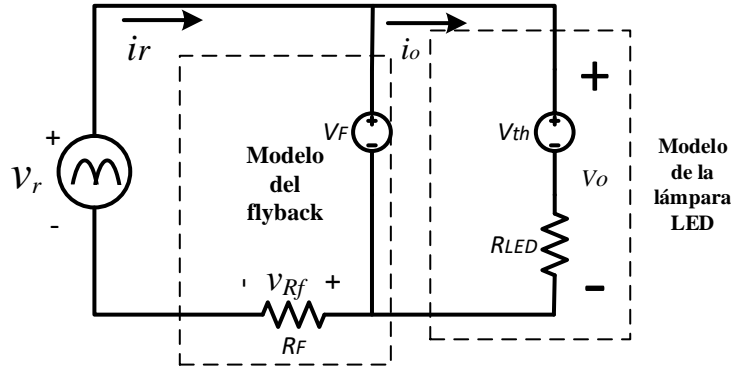 ir
io
+
vr
-
VF
+
-
Modelo
del
flyback
- vRf +
RF
Vth
+
-
RLED
+
Vo
-
Modelo
de la
lámpara
LED